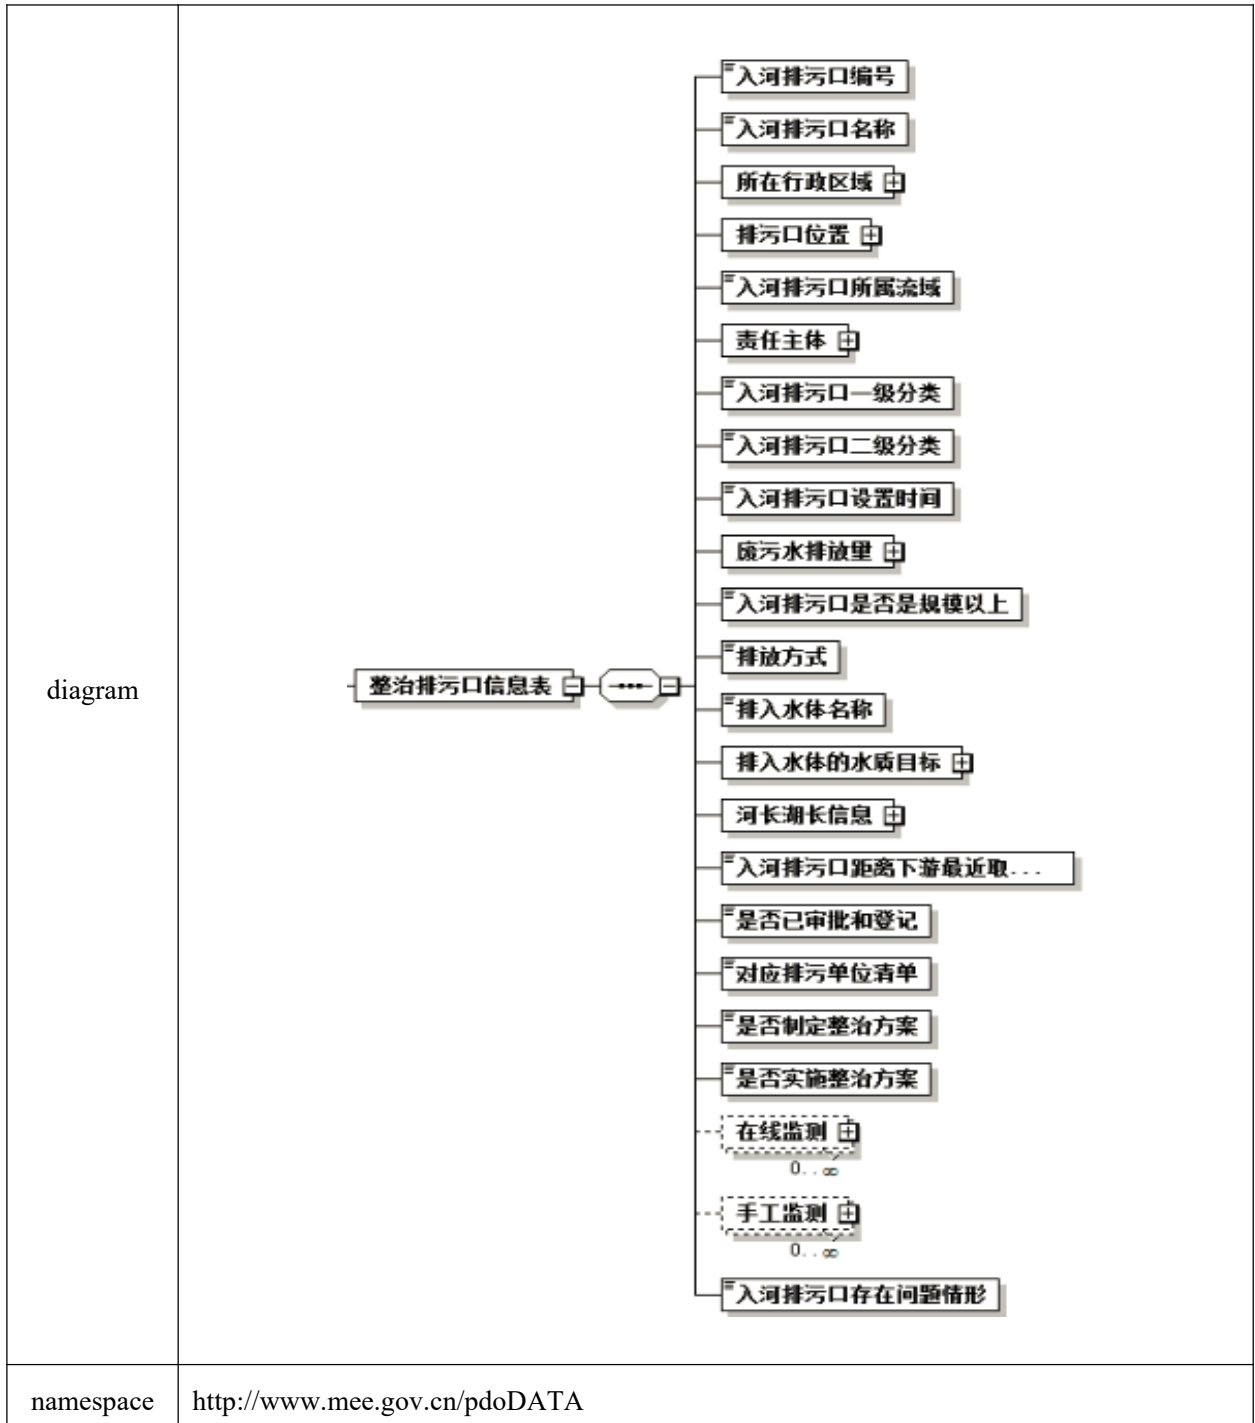 入河排污口编号
入河排污口名称
所在行政区域
排污口位置
入河排污口所属流域
责任主体
入河排污口一级分类
入河排污口二级分类
入河排污口设置时间
废污水排放量
入河排污口是否是规模以上
排放方式
diagram
整治排污口信息表
排入水体名称
排入水体的水质目标
河长湖长信息
入河排污口距离下游最近取...
是否已审批和登记
对应排污单位清单
是否制定整治方案
是否实施整治方案
在线监测
0..∞
手工监测
0..∞
入河排污口存在问题情形
namespace http://www.mee.gov.cn/pdoDATA